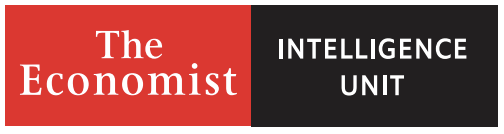 The
Economist
INTELLIGENCE
UNIT